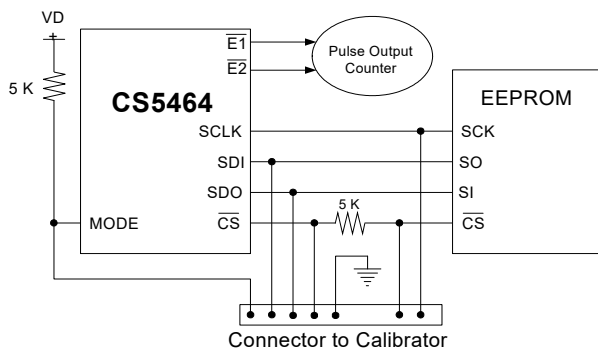 VD
+
5 K
CS5464
E1
E2
Pulse Output
Counter
EEPROM
SCLK
SCK
SDI
SO
SDO
SI
5 K
MODE
CS
CS
Connector to Calibrator